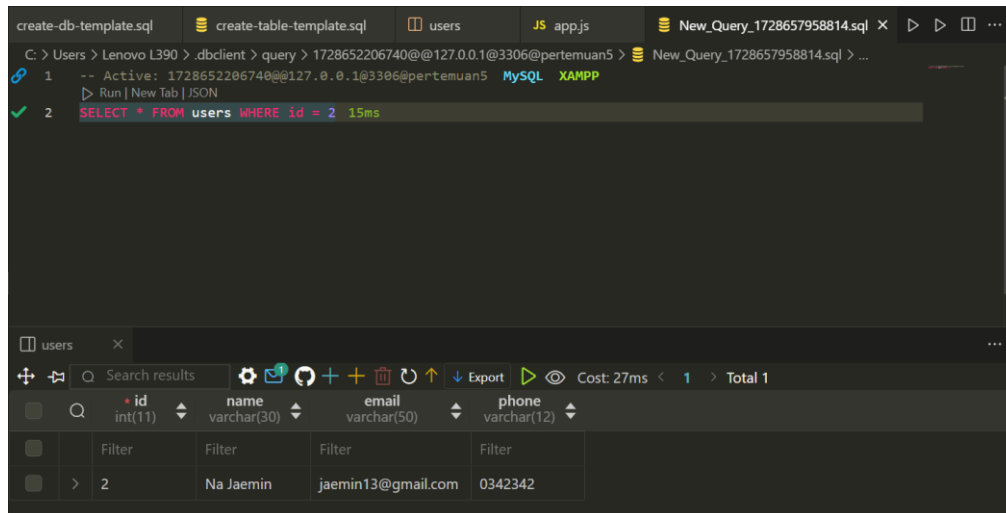 create-db-template.sql create-table-template.sql users JS app.js New_Query_1728657958814.sql
C: > Users > Lenovo L390 > .dbclient > query > 1728652206740@@127.0.0.1@3306@pertemuan5 > New_Query_1728657958814.sql > ...
1 -- Active: 1728652206740@@127.0.0.1@3306@pertemuan5 MySQL XAMPP
Run | New Tab | JSON
2 SELECT * FROM users WHERE id = 2 15ms
users
Search results 1 Export Cost: 27ms < 1 > Total 1
* id name email phone
int(11) varchar(30) varchar(50) varchar(12)
Filter Filter Filter Filter
2 Na Jaemin jaemin13@gmail.com 0342342